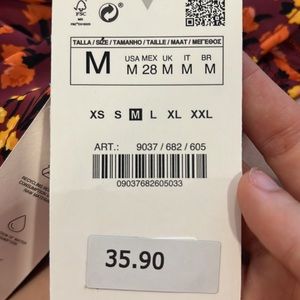 FSC
TALLA / SIZE / TAMANHO / TAILLE / MAAT / ΜΕΓΕΘΟΣ
M
USA MEX UK IT BR
M 28 M M M
XS S M L XL XXL
ART.: 9037 / 682 / 605
09037682605033
35.90